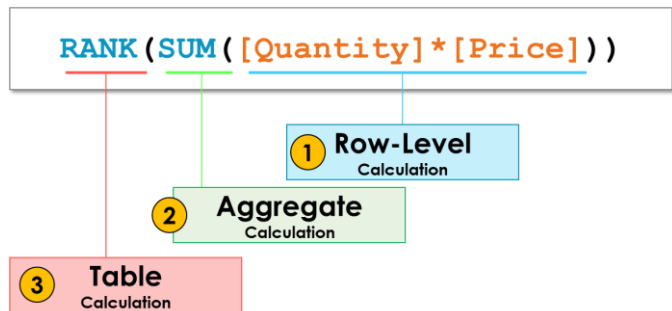 RANK(SUM([Quantity]*[Price]))
1 Row-Level
Calculation
2 Aggregate
Calculation
3 Table
Calculation